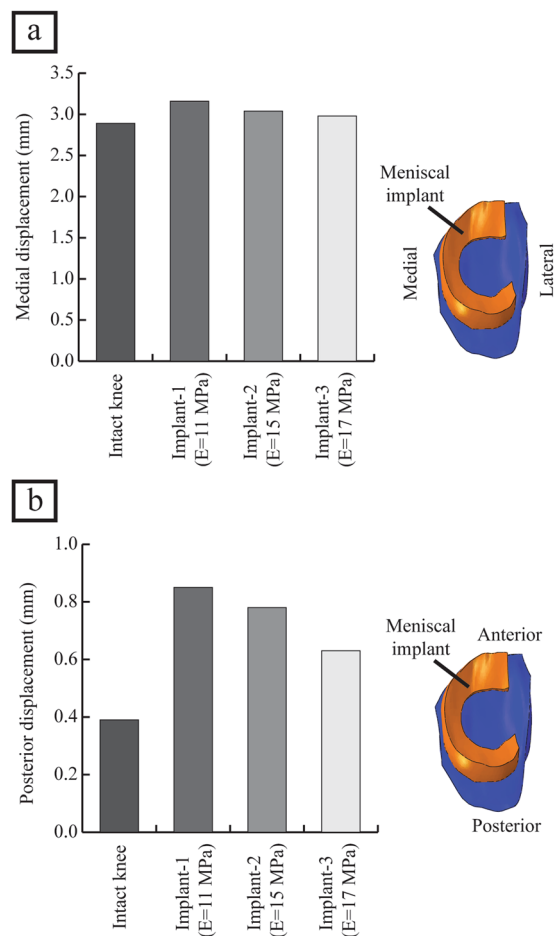 a
Medial displacement (mm)
3.5
3.0
2.5
2.0
1.5
1.0
0.5
0.0
Intact knee
Implant-1
(E=11 MPa)
Implant-2
(E=15 MPa)
Implant-3
(E=17 MPa)
Meniscal
implant
Medial
Lateral
b
Posterior displacement (mm)
1.0
0.8
0.6
0.4
0.2
0.0
Intact knee
Implant-1
(E=11 MPa)
Implant-2
(E=15 MPa)
Implant-3
(E=17 MPa)
Meniscal
implant
Anterior
Posterior